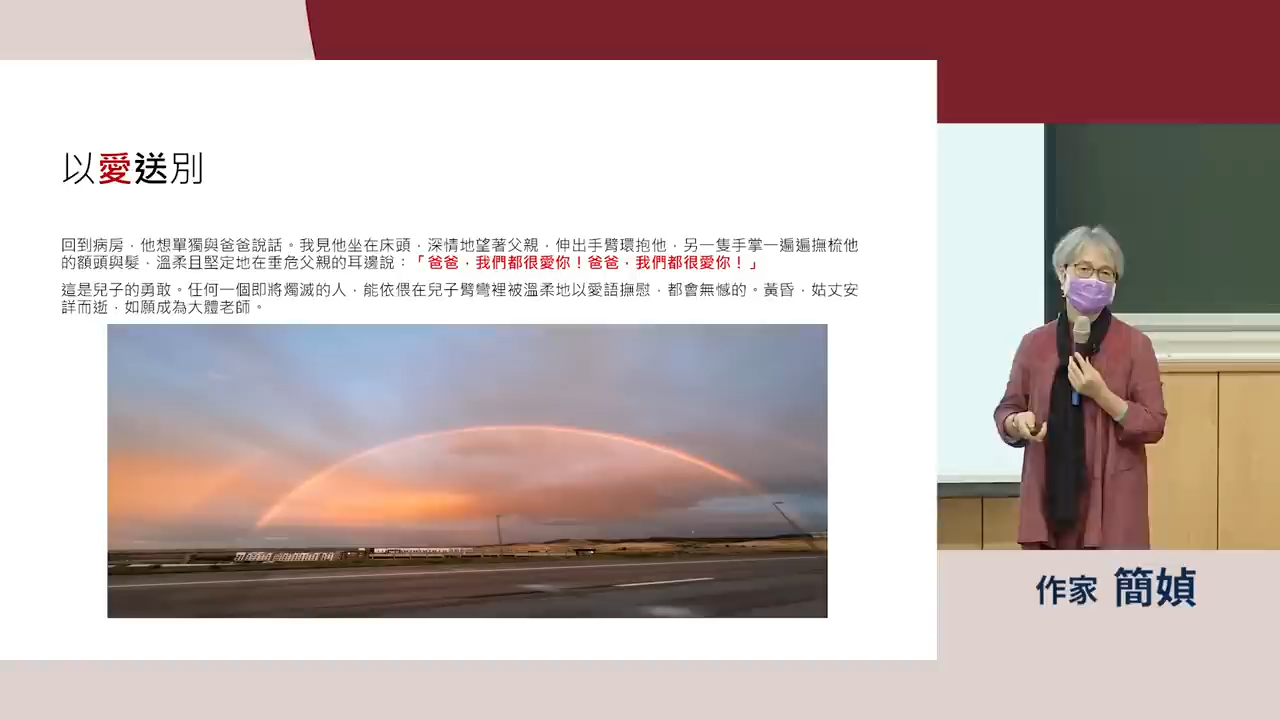 以愛送別
回到病房，他想單獨與爸爸說話。我見他坐在床頭，深情地望著父親，伸出手臂環抱他，另一隻手掌一遍遍撫梳他
的額頭與髮，溫柔且堅定地在垂危父親的耳邊說：「爸爸，我們都很愛你！爸爸，我們都很愛你！」
這是兒子的勇敢。任何一個即將燭滅的人，能依偎在兒子臂彎裡被溫柔地以愛語撫慰，都會無憾的。黃昏，姑丈安
詳而逝，如願成為大體老師。
作家 簡媜